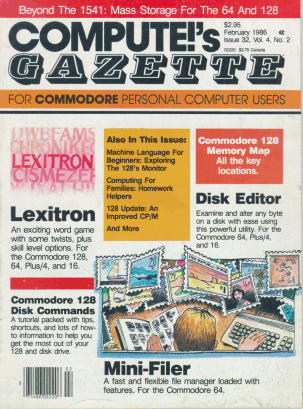 Beyond The 1541: Mass Storage For The 64 And 128
COMPUTE!'s
$2.95
February 1986
Issue 32, Vol. 4, No. 2
02220 $3.75 Canada
GAZETTE
FOR COMMODORE PERSONAL COMPUTER USERS
LEXITRON
Lexitron
An exciting word game
with some twists, plus
skill level options. For
the Commodore 128,
64, Plus/4, and 16.
Commodore 128
Disk Commands
A tutorial packed with tips,
shortcuts, and lots of how-
to information to help you
get the most out of your
128 and disk drive.
Also In This Issue:
Machine Language For
Beginners: Exploring
The 128's Monitor
Computing For
Families: Homework
Helpers
128 Update: An
Improved CP/M
And More
Commodore 128
Memory Map
All the key
locations.
Disk Editor
Examine and alter any byte
on a disk with ease using
this powerful utility. For the
Commodore 64, Plus/4,
and 16.
Mini-Filer
A fast and flexible file manager loaded with
features. For the Commodore 64.